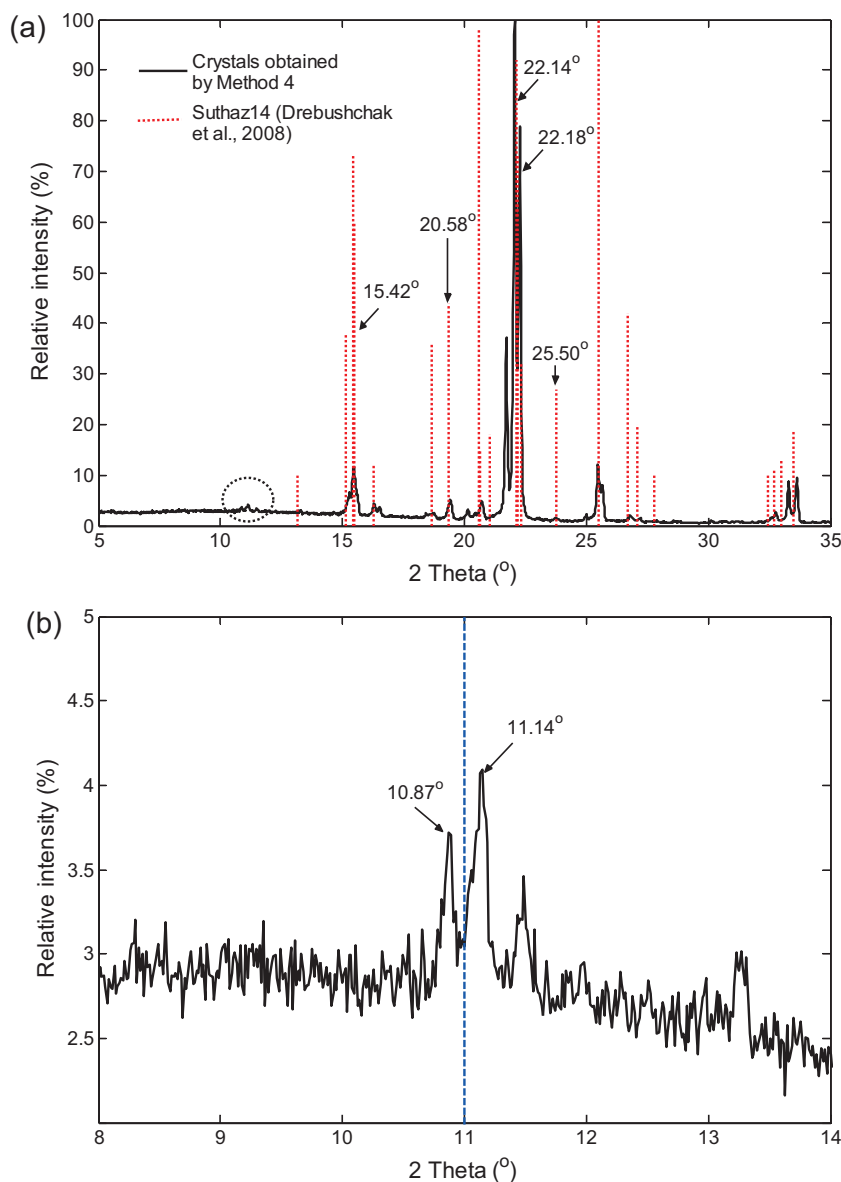 (a)
100
90
80
70
60
50
40
30
20
10
0
Relative intensity (%)
Crystals obtained
by Method 4
Suthaz14 (Drebushchak
et al., 2008)
22.14°
22.18°
20.58°
15.42°
25.50°
5 10 15 20 25 30 35
2 Theta (°)
(b)
5
4.5
4
3.5
3
2.5
Relative intensity (%)
11.14°
10.87°
8 9 10 11 12 13 14
2 Theta (°)